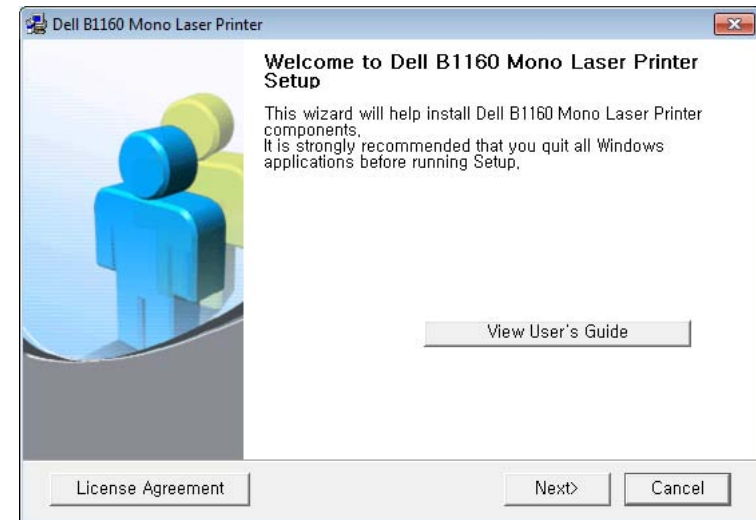 Dell B1160 Mono Laser Printer
Welcome to Dell B1160 Mono Laser Printer
Setup
This wizard will help install Dell B1160 Mono Laser Printer
components,
It is strongly recommended that you quit all Windows
applications before running Setup,
View User's Guide
License Agreement
Next>
Cancel